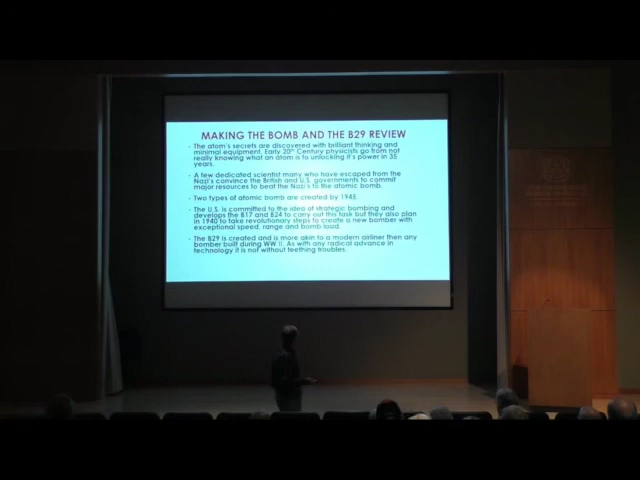 MAKING THE BOMB AND THE B29 REVIEW
- The atom's secrets are discovered with brilliant thinking and
minimal equipment. Early 20th Century physicists go from not
really knowing what an atom is to unlocking it's power in 35
years.
- A few dedicated scientist many who have escaped from the
Nazi's convince the British and U.S. governments to commit
major resources to beat the Nazi's to the atomic bomb.
- Two types of atomic bomb are created by 1945.
- The U.S. is committed to the idea of strategic bombing and
develops the B17 and B24 to carry out this task but they also plan
in 1940 to take revolutionary steps to create a new bomber with
exceptional speed, range and bomb load.
- The B29 is created and is more akin to a modern airliner then any
bomber built during WW II. As with any radical advance in
technology it is not without teething troubles.